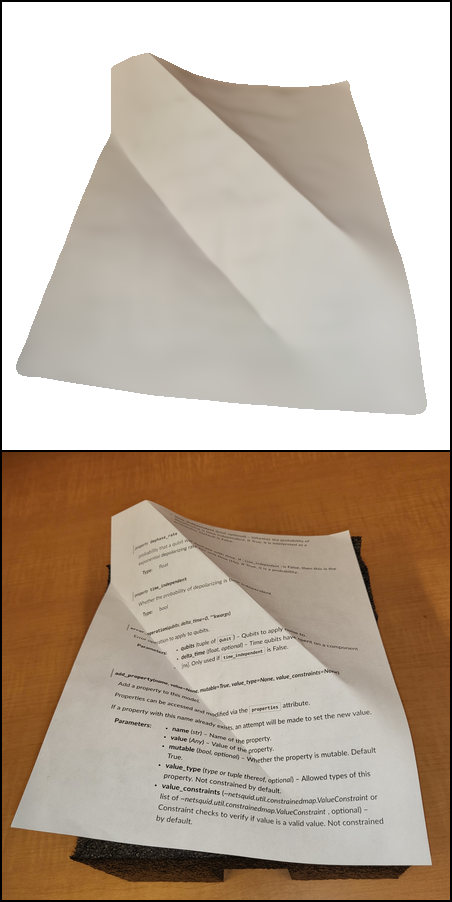 property dephase_rate
probability that a qubit
exponential depolarizing
Type: float
property time_independent
Whether the probability of depolarizing is
Type: bool
operation(qubits, delta_time=0, **kwargs)
Error operation to apply to qubits.
Parameters:
• qubits (tuple of Qubit) – Qubits to apply noise to.
• delta_time (float, optional) – Time qubits have spent on a component
[ns]. Only used if time_independent is False.
add_property(name, value=None, mutable=True, value_type=None, value_constraints=None)
Add a property to this model.
Properties can be accessed and modified via the properties attribute.
If a property with this name already exists, an attempt will be made to set the new value.
Parameters:
• name (str) – Name of the property.
• value (Any) – Value of the property.
• mutable (bool, optional) – Whether the property is mutable. Default
True.
• value_type (type or tuple thereof, optional) – Allowed types of this
property. Not constrained by default.
• value_constraints (~netsquid.util.constrainedmap.ValueConstraint or
list of ~netsquid.util.constrainedmap.ValueConstraint , optional) –
Constraint checks to verify if value is a valid value. Not constrained
by default.